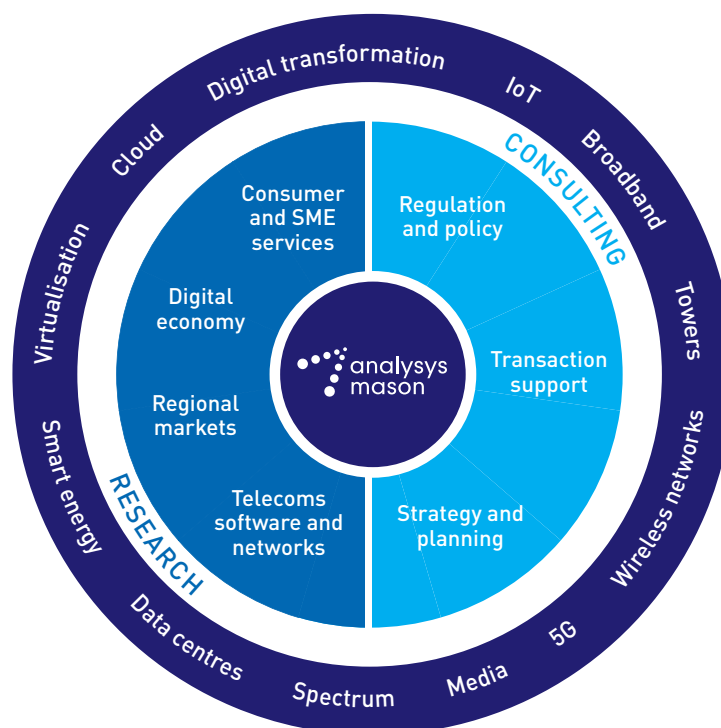 Digital transformation
IoT
Broadband
Towers
Wireless networks
5G
Media
Spectrum
Data centres
Smart energy
Virtualisation
Cloud
CONSULTING
RESEARCH
Consumer
and SME
services
Digital
economy
Regional
markets
Telecoms
software and
networks
Regulation
and policy
Transaction
support
Strategy and
planning
analysys
mason